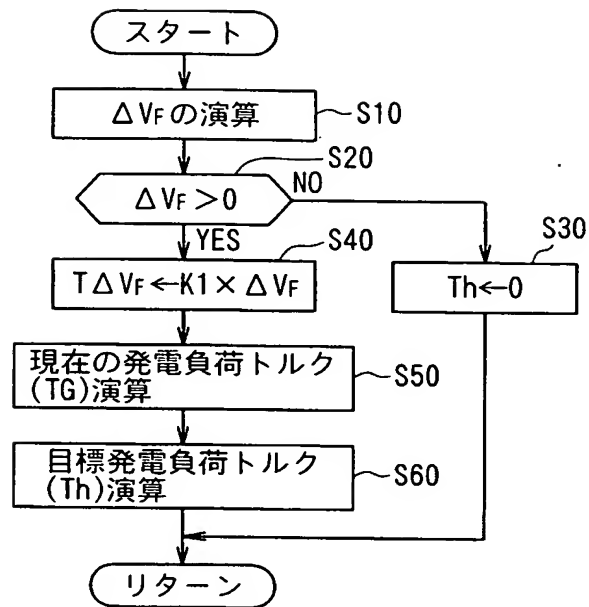 スタート
ΔVFの演算
S10
S20
ΔVF>0
NO
YES
S40
S30
TΔVF←K1×ΔVF
Th←0
現在の発電負荷トルク
(TG)演算
S50
目標発電負荷トルク
(Th)演算
S60
リターン